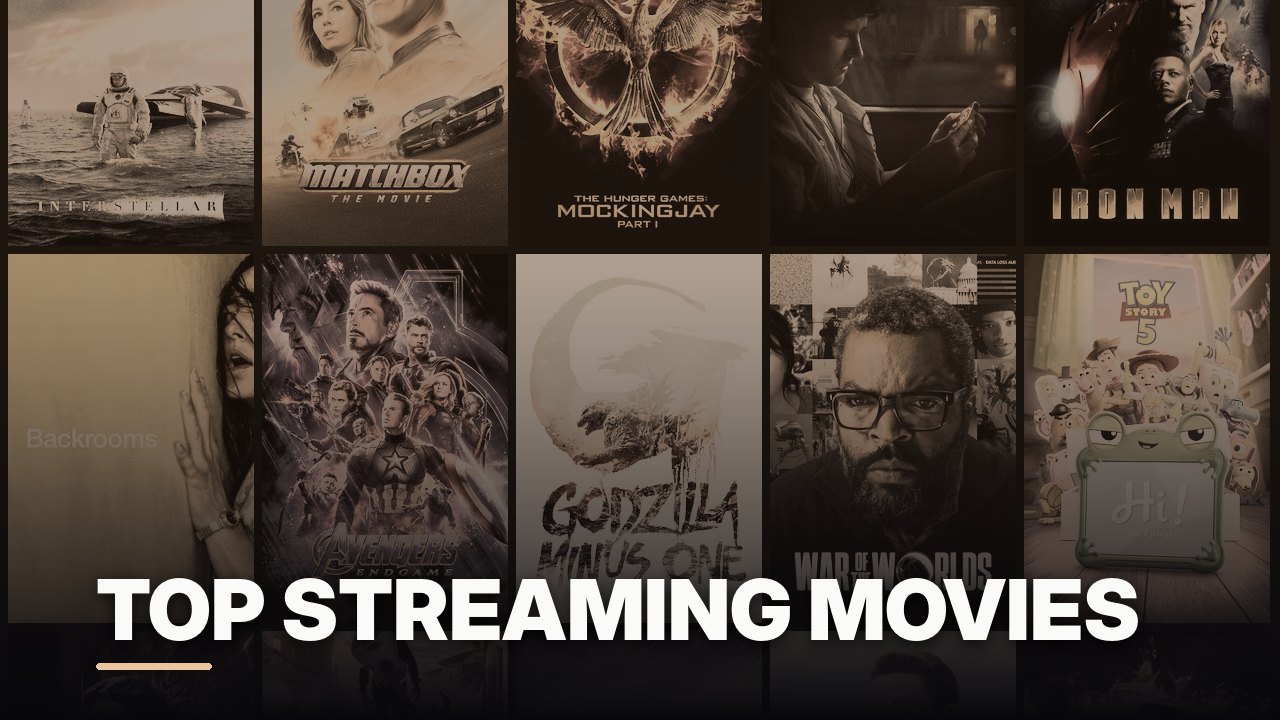 INTERSTELLAR
MATCHBOX
THE MOVIE
THE HUNGER GAMES:
MOCKINGJAY
PART I
IRON MAN
Backrooms
AVENGERS
ENDGAME
GODZILLA
MINUS ONE
WAR OF THE WORLDS
TOY
STORY
5
Hi!
TOP STREAMING MOVIES